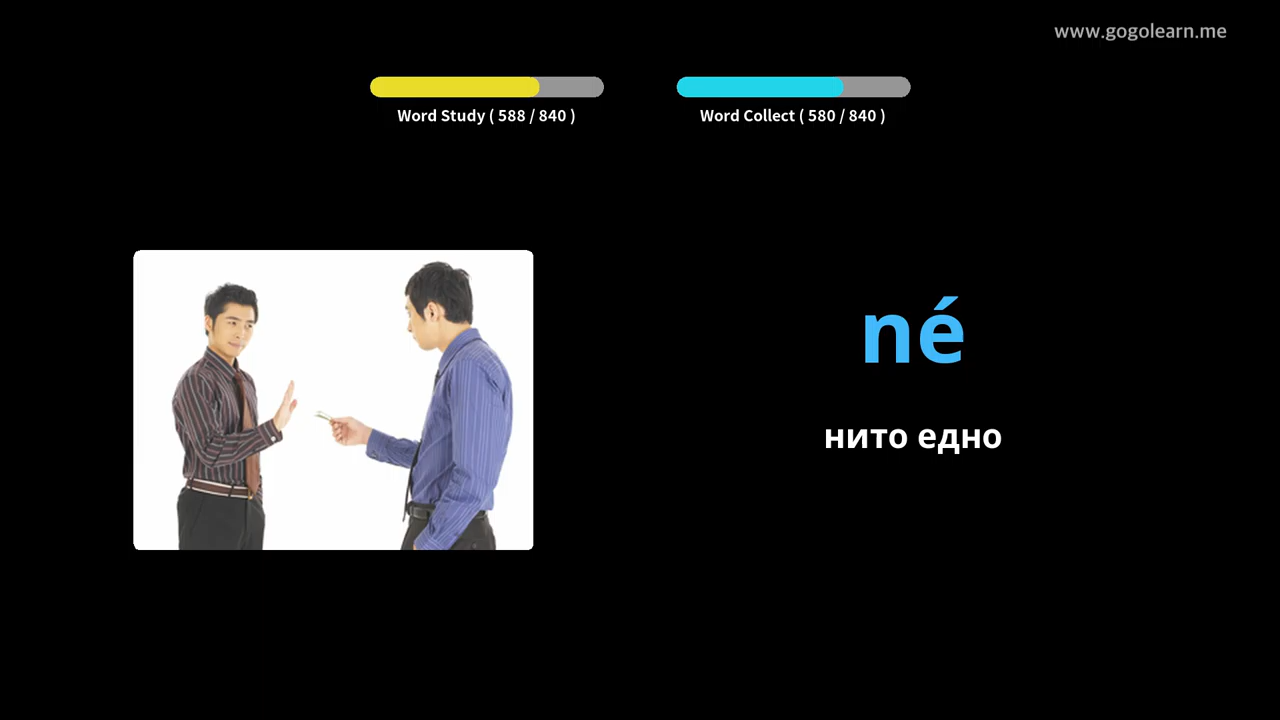 www.gogolearn.me
Word Study ( 588 / 840 )
Word Collect ( 580 / 840 )
né
нито едно